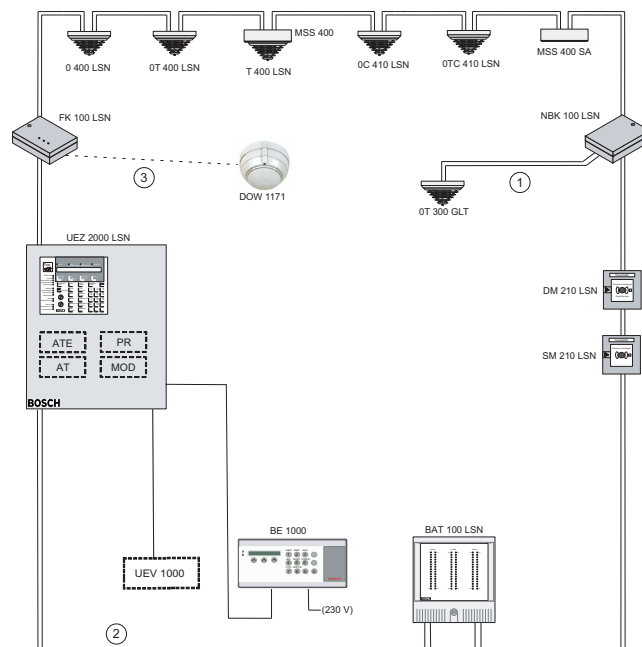 MSS 400
0 400 LSN
0T 400 LSN
T 400 LSN
0C 410 LSN
0TC 410 LSN
MSS 400 SA
FK 100 LSN
NBK 100 LSN
3
DOW 1171
1
0T 300 GLT
UEZ 2000 LSN
DM 210 LSN
ATE
PR
SM 210 LSN
AT
MOD
BOSCH
BE 1000
BAT 100 LSN
UEV 1000
BOSCH
(230 V)
2